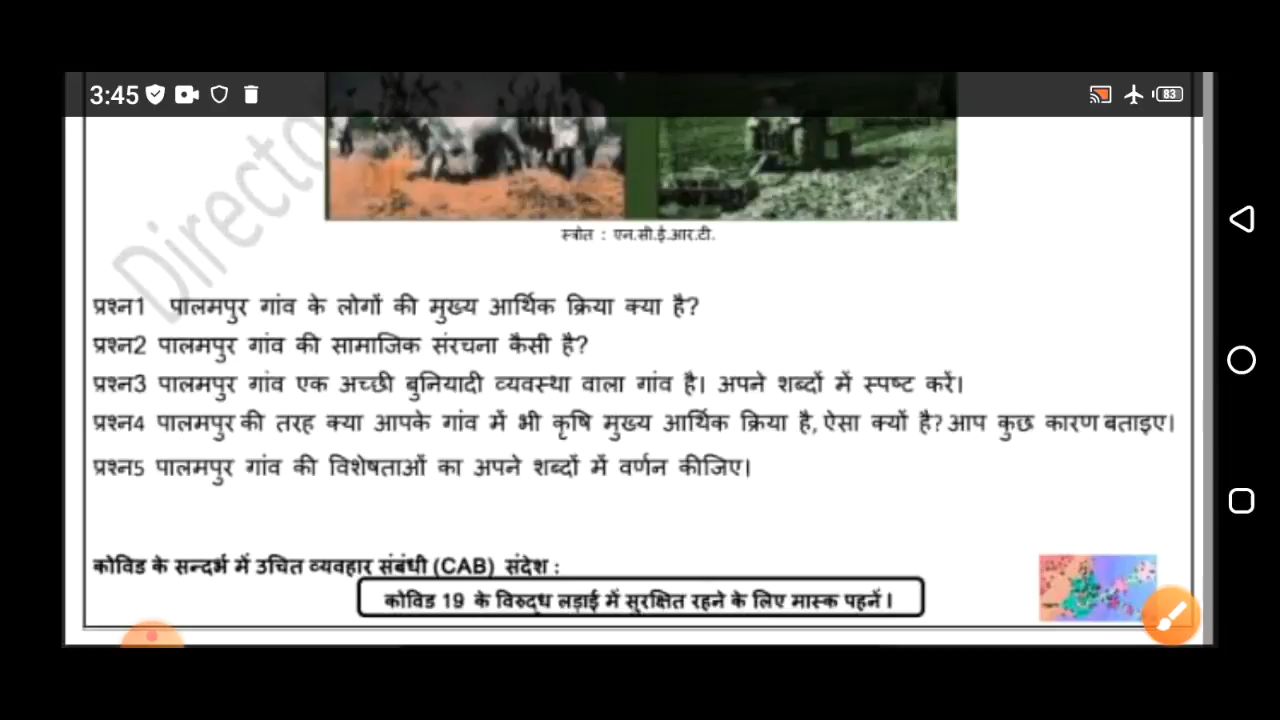 3:45
83
Directo
स्त्रोत : एन.सी.ई.आर.टी.
प्रश्न1 पालमपुर गांव के लोगों की मुख्य आर्थिक क्रिया क्या है?
प्रश्न2 पालमपुर गांव की सामाजिक संरचना कैसी है?
प्रश्न3 पालमपुर गांव एक अच्छी बुनियादी व्यवस्था वाला गांव है। अपने शब्दों में स्पष्ट करें।
प्रश्न4 पालमपुर की तरह क्या आपके गांव में भी कृषि मुख्य आर्थिक क्रिया है, ऐसा क्यों है? आप कुछ कारण बताइए।
प्रश्न5 पालमपुर गांव की विशेषताओं का अपने शब्दों में वर्णन कीजिए।
कोविड के सन्दर्भ में उचित व्यवहार संबंधी (CAB) संदेश :
कोविड 19 के विरुद्ध लड़ाई में सुरक्षित रहने के लिए मास्क पहनें ।